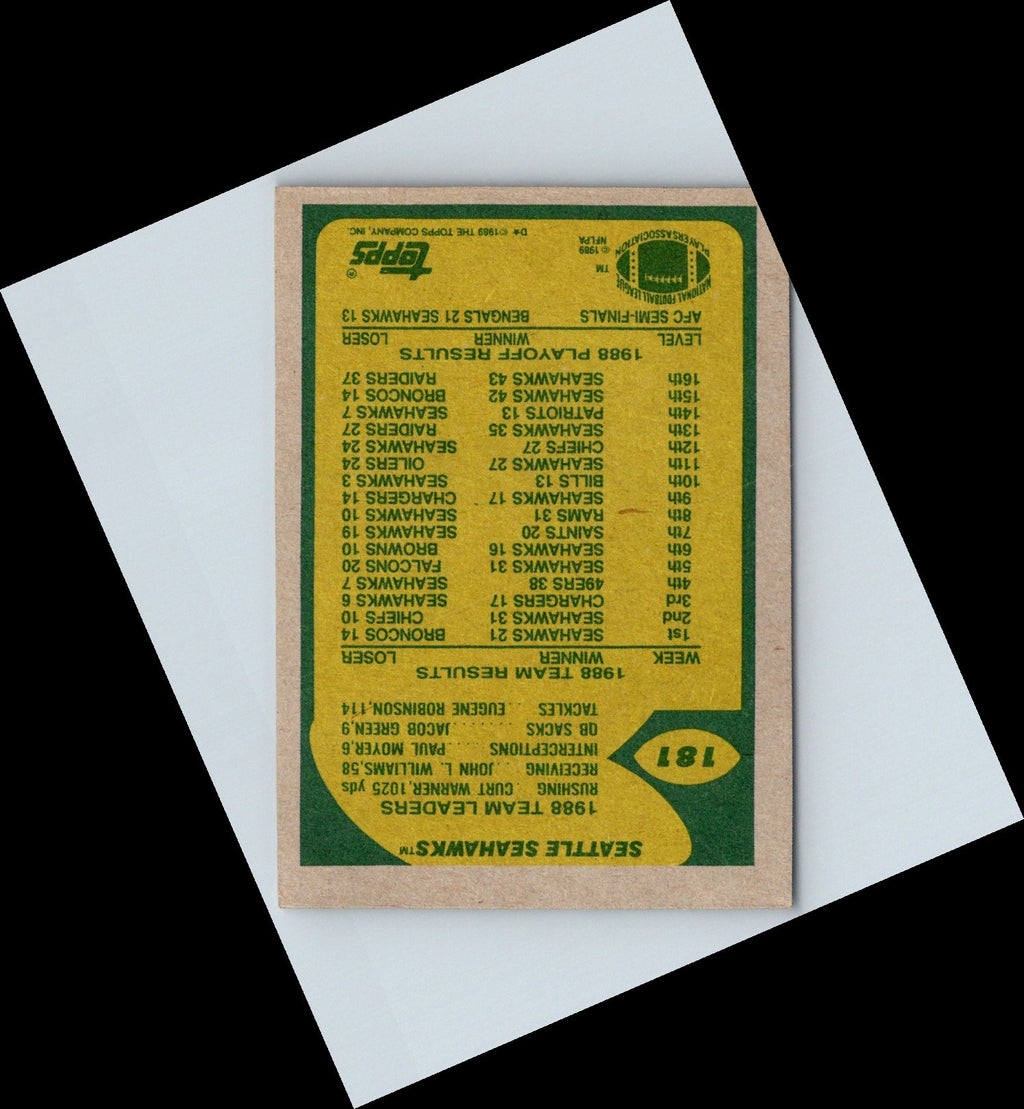 SEATTLE SEAHAWKS™
1988 TEAM LEADERS
RUSHING . CURT WARNER,1025 yds
RECEIVING . JOHN L. WILLIAMS,58
INTERCEPTIONS ..... PAUL MOYER,6
QB SACKS ........ JACOB GREEN,9
TACKLES .. EUGENE ROBINSON,114
181
1988 TEAM RESULTS
WEEK WINNER LOSER
1st SEAHAWKS 21 BRONCOS 14
2nd SEAHAWKS 31 CHIEFS 10
3rd CHARGERS 17 SEAHAWKS 6
4th 49ERS 38 SEAHAWKS 7
5th SEAHAWKS 31 FALCONS 20
6th SEAHAWKS 16 BROWNS 10
7th SAINTS 20 SEAHAWKS 19
8th RAMS 31 SEAHAWKS 10
9th SEAHAWKS 17 CHARGERS 14
10th BILLS 13 SEAHAWKS 3
11th SEAHAWKS 27 OILERS 24
12th CHIEFS 27 SEAHAWKS 24
13th SEAHAWKS 35 RAIDERS 27
14th PATRIOTS 13 SEAHAWKS 7
15th SEAHAWKS 42 BRONCOS 14
16th SEAHAWKS 43 RAIDERS 37
1988 PLAYOFF RESULTS
LEVEL WINNER LOSER
AFC SEMI-FINALS BENGALS 21 SEAHAWKS 13
NATIONAL FOOTBALL LEAGUE
PLAYERS ASSOCIATION
TM
© 1989
NFLPA
topps®
D★ © 1989 THE TOPPS COMPANY, INC.